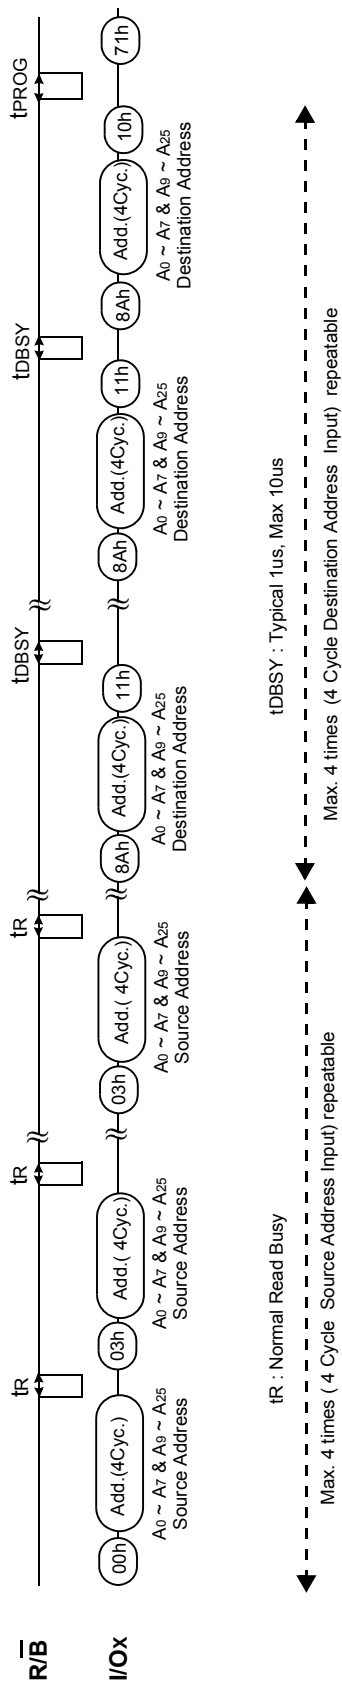 tR tR tR tDBSY tDBSY tPROG
R/B
I/Ox 00h Add.(4Cyc.) 03h Add.( 4Cyc.) 03h Add.( 4Cyc.) 8Ah Add.(4Cyc.) 11h 8Ah Add.(4Cyc.) 11h 8Ah Add.(4Cyc.) 10h 71h
A0 ~ A7 & A9 ~ A25 A0 ~ A7 & A9 ~ A25 A0 ~ A7 & A9 ~ A25 A0 ~ A7 & A9 ~ A25 A0 ~ A7 & A9 ~ A25 A0 ~ A7 & A9 ~ A25
Source Address Source Address Source Address Destination Address Destination Address Destination Address
tR : Normal Read Busy tDBSY : Typical 1us, Max 10us
Max. 4 times ( 4 Cycle Source Address Input) repeatable Max. 4 times (4 Cycle Destination Address Input) repeatable